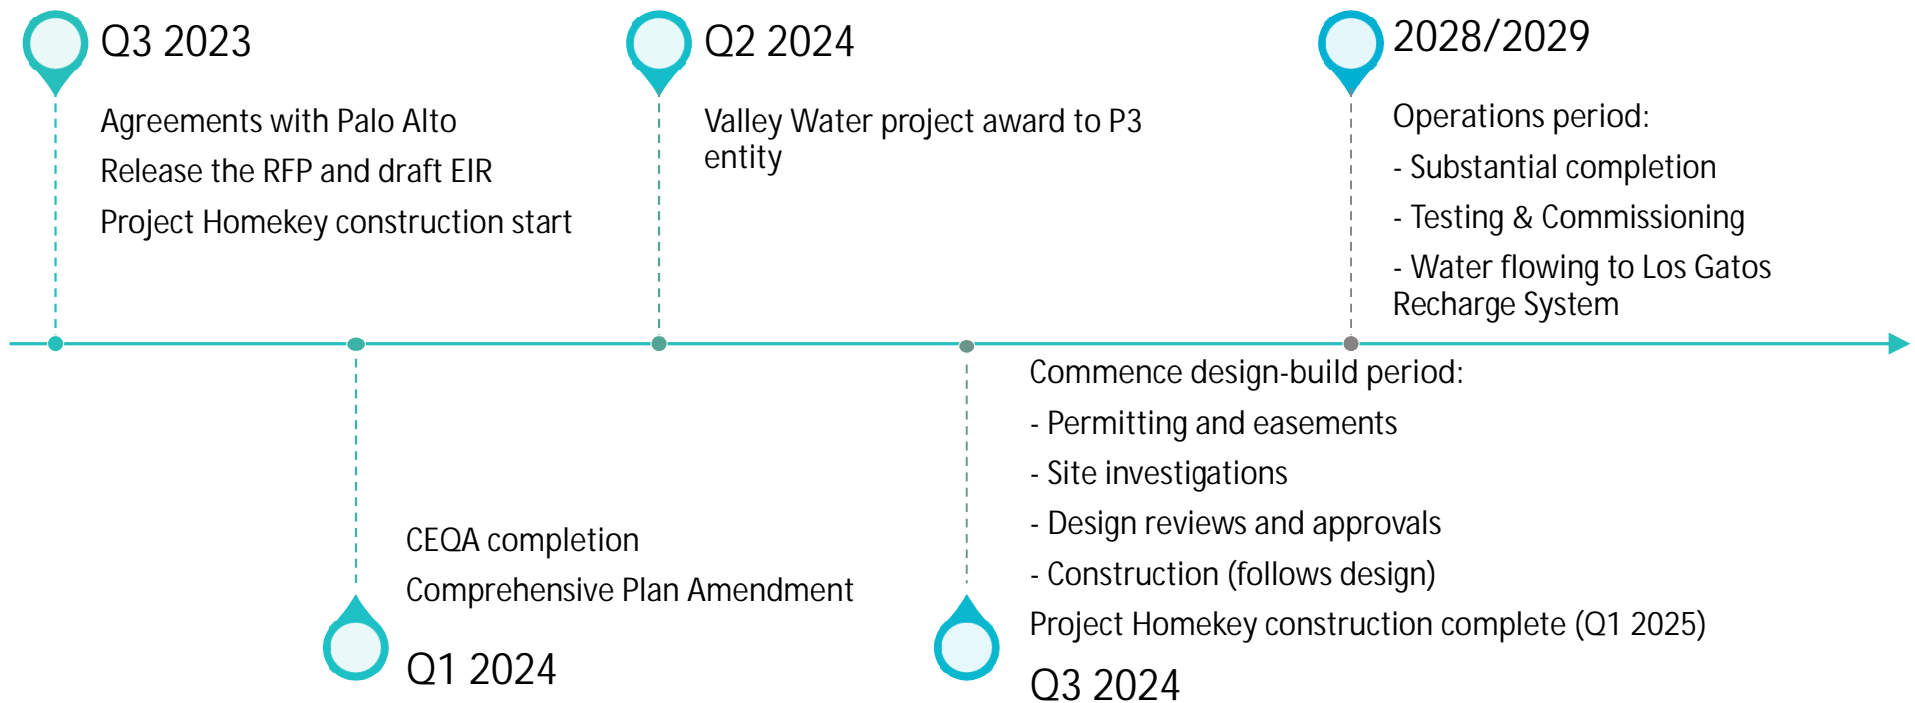 Q3 2023
Agreements with Palo Alto
Release the RFP and draft EIR
Project Homekey construction start
Q2 2024
Valley Water project award to P3
entity
2028/2029
Operations period:
- Substantial completion
- Testing & Commissioning
- Water flowing to Los Gatos
Recharge System
CEQA completion
Comprehensive Plan Amendment
Q1 2024
Commence design-build period:
- Permitting and easements
- Site investigations
- Design reviews and approvals
- Construction (follows design)
Project Homekey construction complete (Q1 2025)
Q3 2024